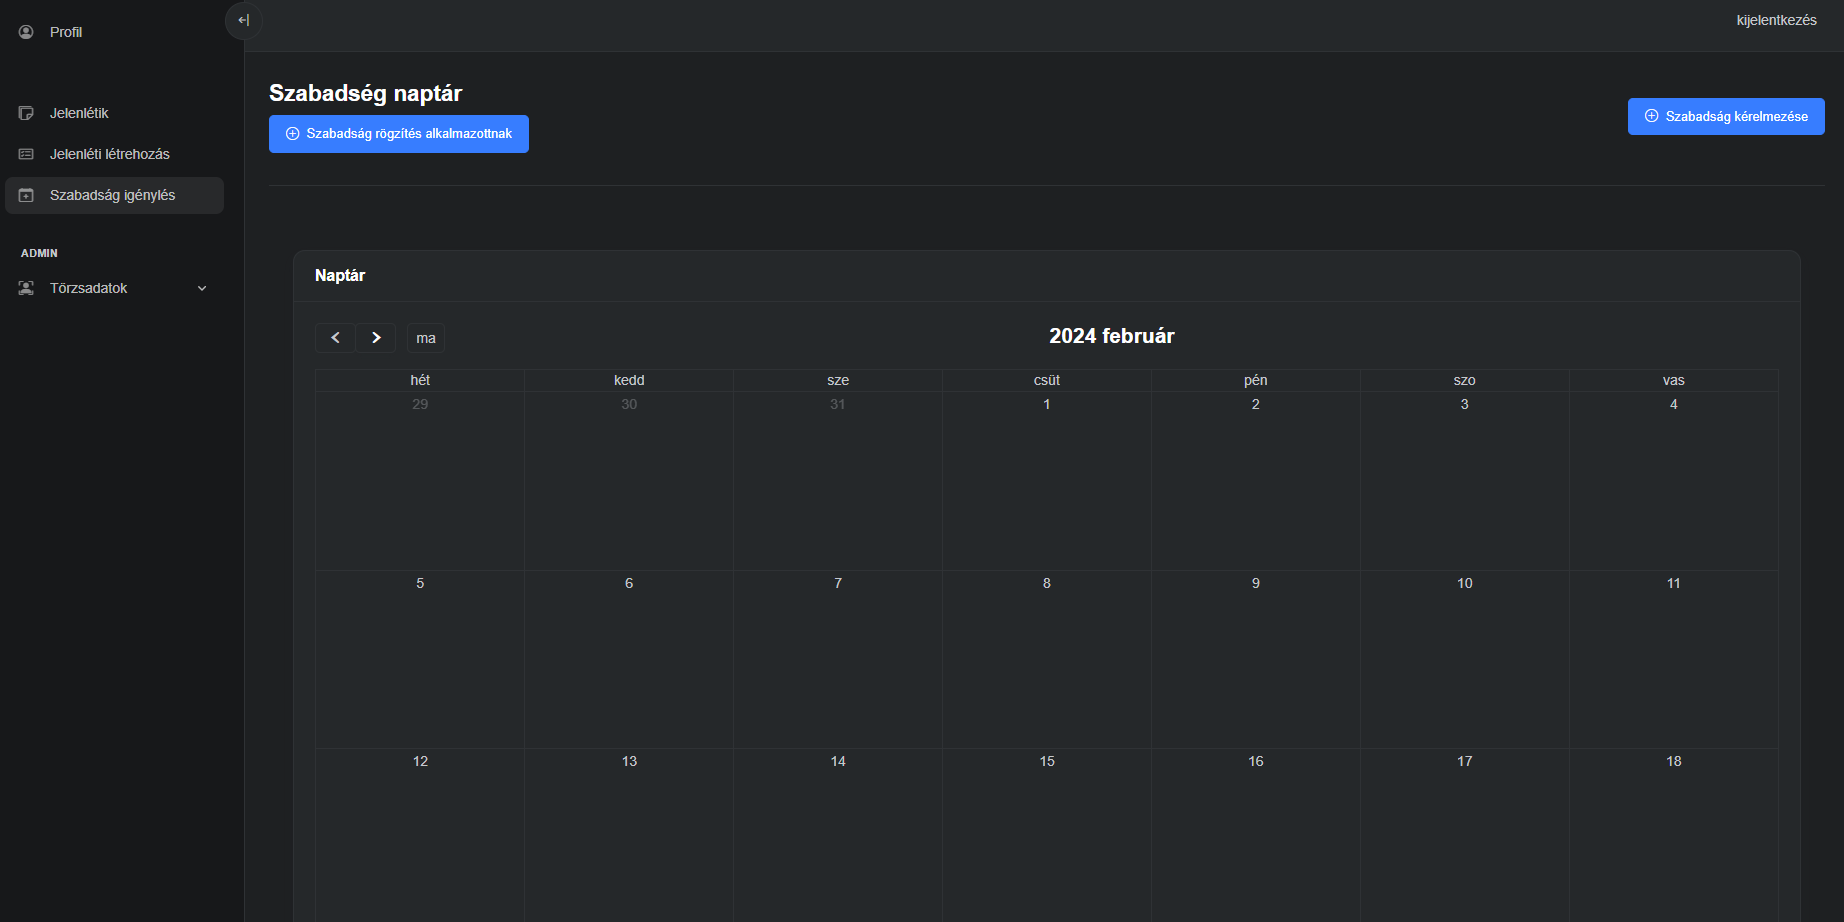 Profil
Jelenlétik
Jelenléti létrehozás
Szabadság igénylés
ADMIN
Törzsadatok
kijelentkezés
Szabadség naptár
Szabadság rögzítés alkalmazottnak
Szabadság kérelmezése
Naptár
ma
2024 február
hét kedd sze csüt pén szo vas
29 30 31 1 2 3 4
5 6 7 8 9 10 11
12 13 14 15 16 17 18